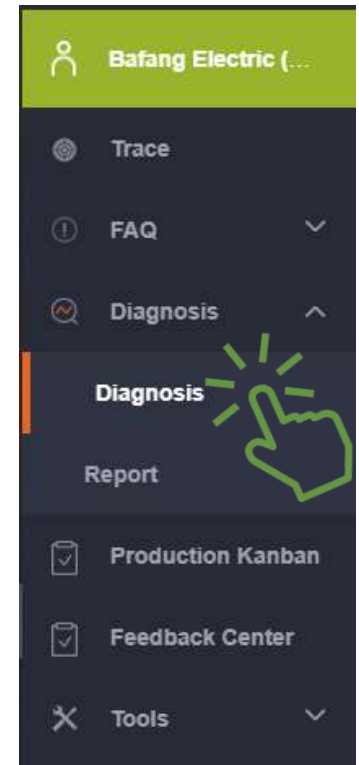 Bafang Electric (...
Trace
FAQ
Diagnosis
Diagnosis
Report
Production Kanban
Feedback Center
Tools